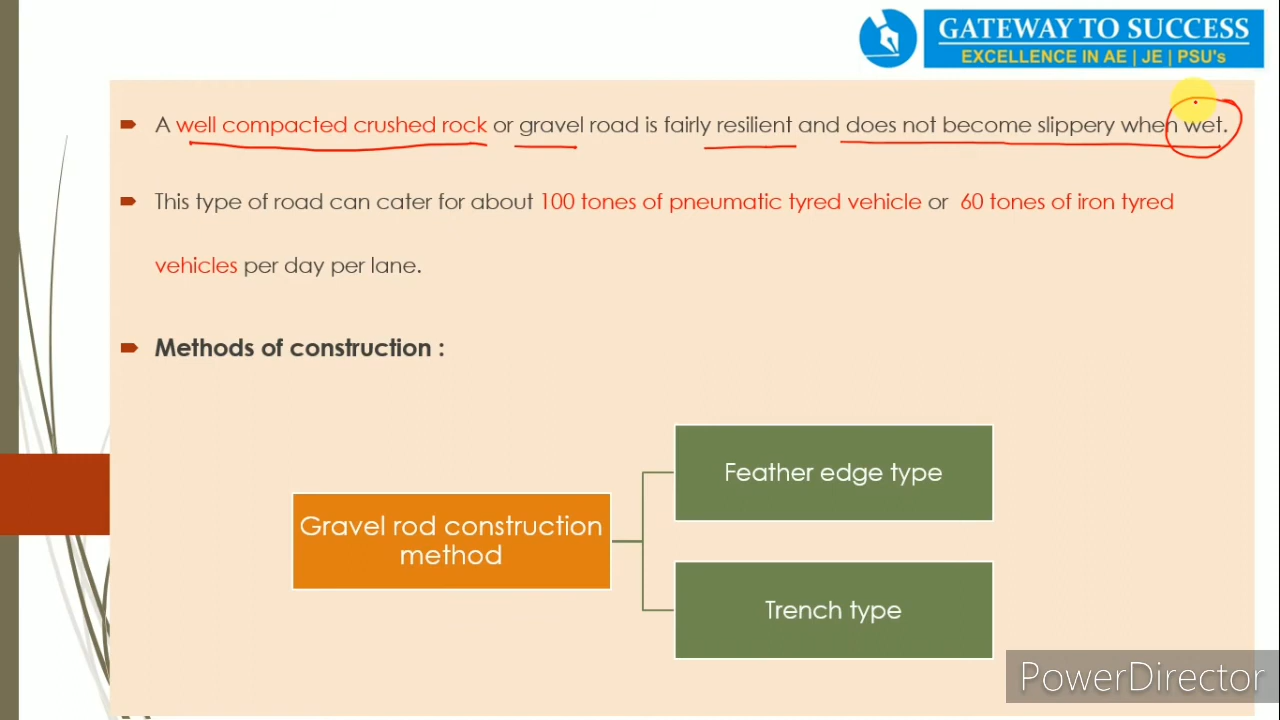 GATEWAY TO SUCCESS
EXCELLENCE IN AE | JE | PSU's
A well compacted crushed rock or gravel road is fairly resilient and does not become slippery when wet.
This type of road can cater for about 100 tones of pneumatic tyred vehicle or 60 tones of iron tyred
vehicles per day per lane.
Methods of construction :
Feather edge type
Gravel rod construction
method
Trench type
PowerDirector